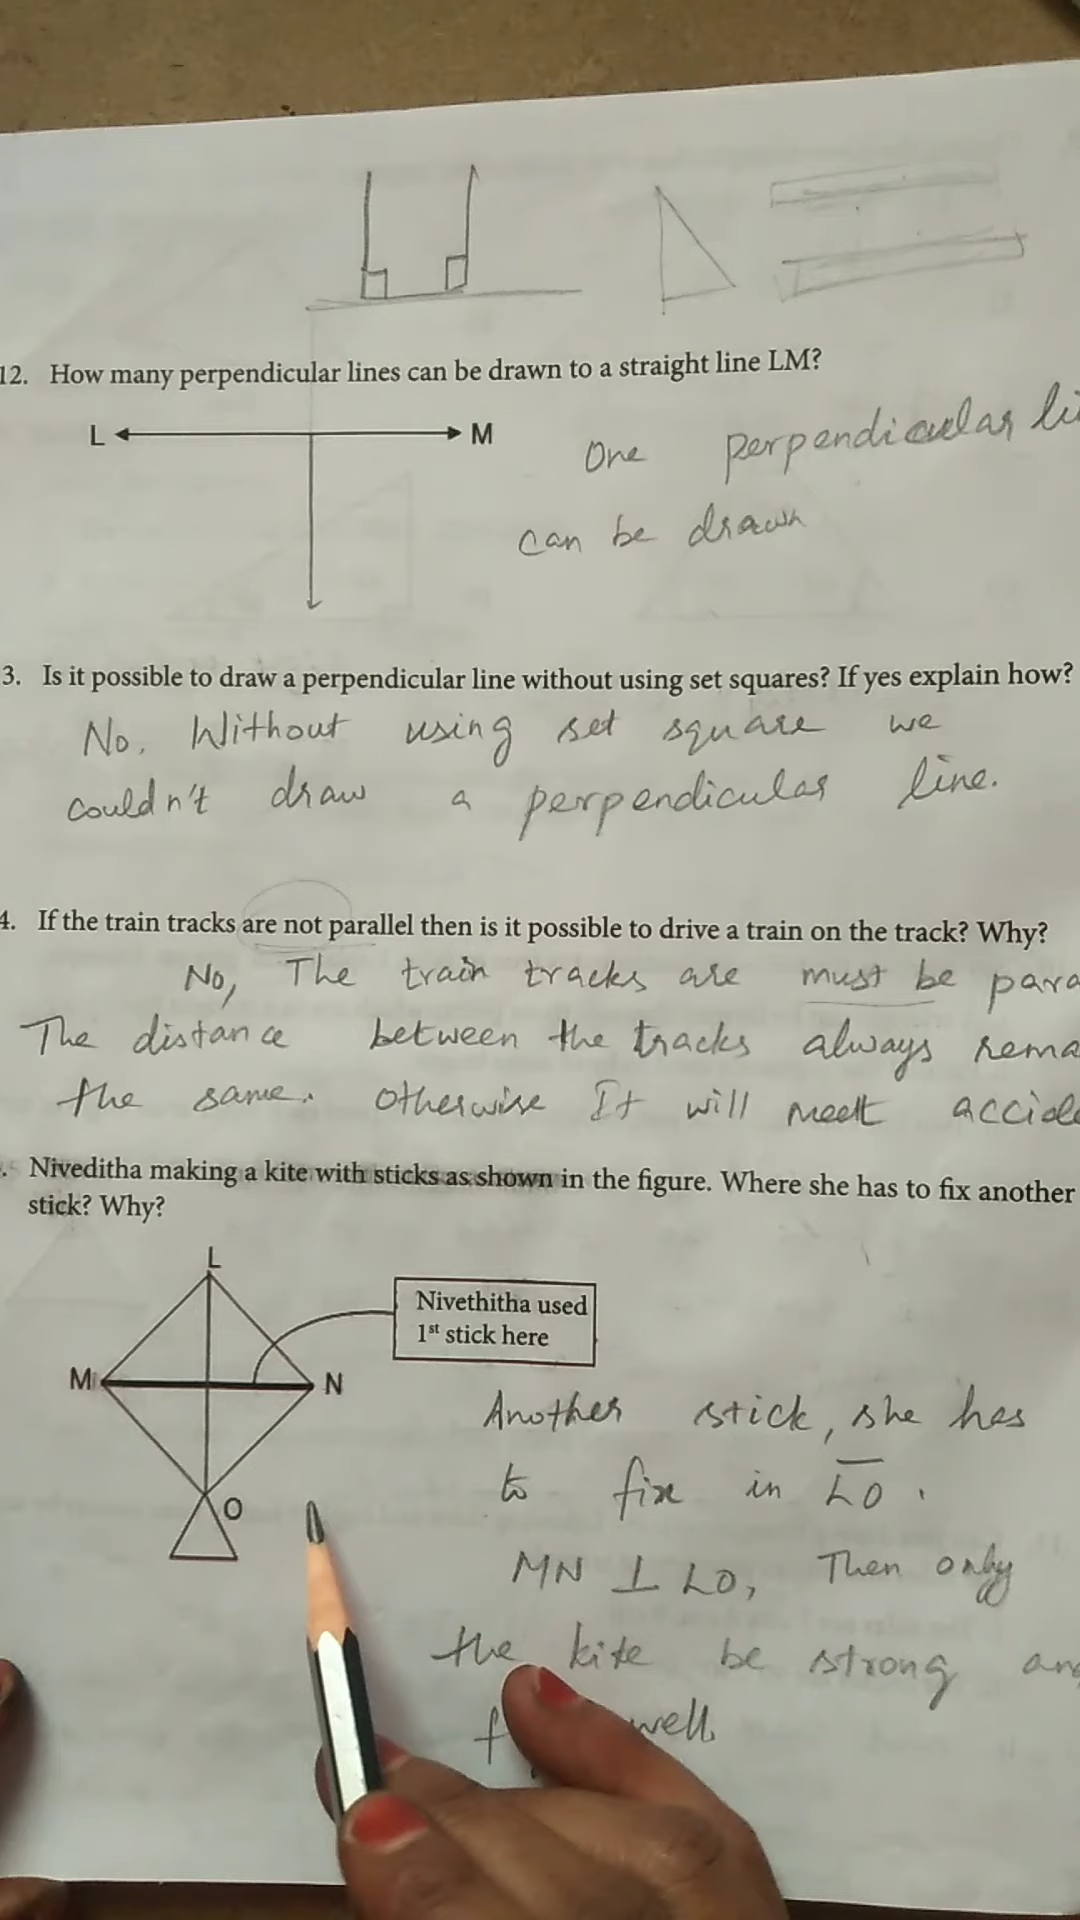 12. How many perpendicular lines can be drawn to a straight line LM?
L M
One perpendicular
can be drawn
3. Is it possible to draw a perpendicular line without using set squares? If yes explain how?
No. Without using set square we
couldn't draw a perpendicular line.
4. If the train tracks are not parallel then is it possible to drive a train on the track? Why?
No, The train tracks are must be
The distance between the tracks always
the same. otherwise It will meet
Niveditha making a kite with sticks as shown in the figure. Where she has to fix another
stick? Why?
L
Nivethitha used
1st stick here
M N
O
Another stick, she has
to fix in LO.
MN ⊥ LO, Then only
the kite be strong
well